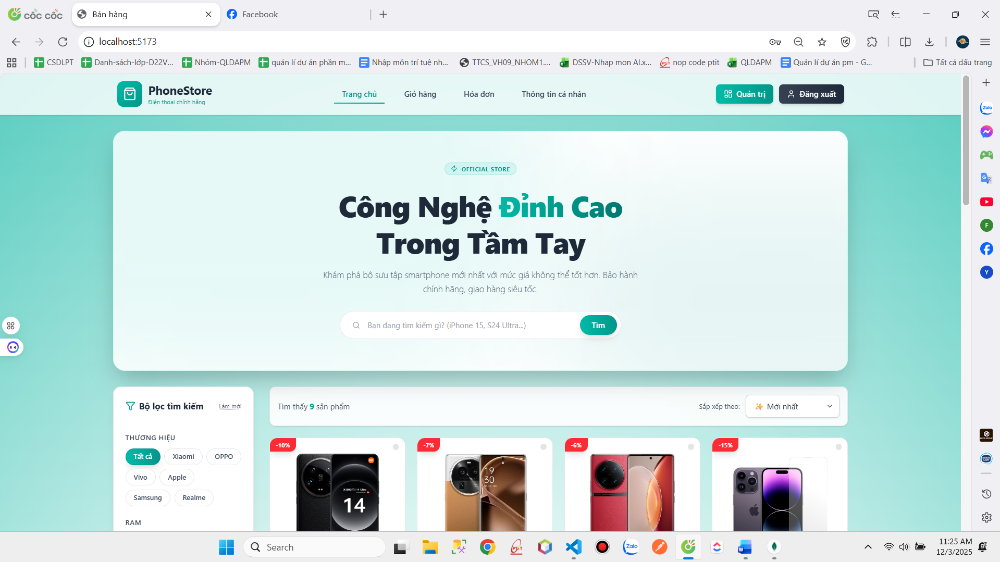 cốc cốc
Bán hàng
Facebook
localhost:5173
CSDLPT
Danh-sách-lớp-D22V...
Nhóm-QLDAPM
quản lí dự án phần m...
Nhập môn trí tuệ nh...
TTCS_VH09_NHOM1....
DSSV-Nhap mon AI.x...
nop code ptit
QLDAPM
Quản lí dự án pm - G...
Tất cả dấu trang
PhoneStore
Điện thoại chính hãng
Trang chủ
Giỏ hàng
Hóa đơn
Thông tin cá nhân
Quản trị
Đăng xuất
OFFICIAL STORE
Công Nghệ Đỉnh Cao
Trong Tầm Tay
Khám phá bộ sưu tập smartphone mới nhất với mức giá không thể tốt hơn. Bảo hành
chính hãng, giao hàng siêu tốc.
Bạn đang tìm kiếm gì? (iPhone 15, S24 Ultra...)
Tìm
Bộ lọc tìm kiếm
Làm mới
Tìm thấy 9 sản phẩm
Sắp xếp theo:
Mới nhất
THƯƠNG HIỆU
Tất cả
Xiaomi
OPPO
Vivo
Apple
Samsung
Realme
RAM
-10%
-7%
-6%
-15%
XIAOMI 14 Ultra
14
19
30
Zalo
F
Y
Search
PTIT
Zalo
W
11:25 AM
12/3/2025